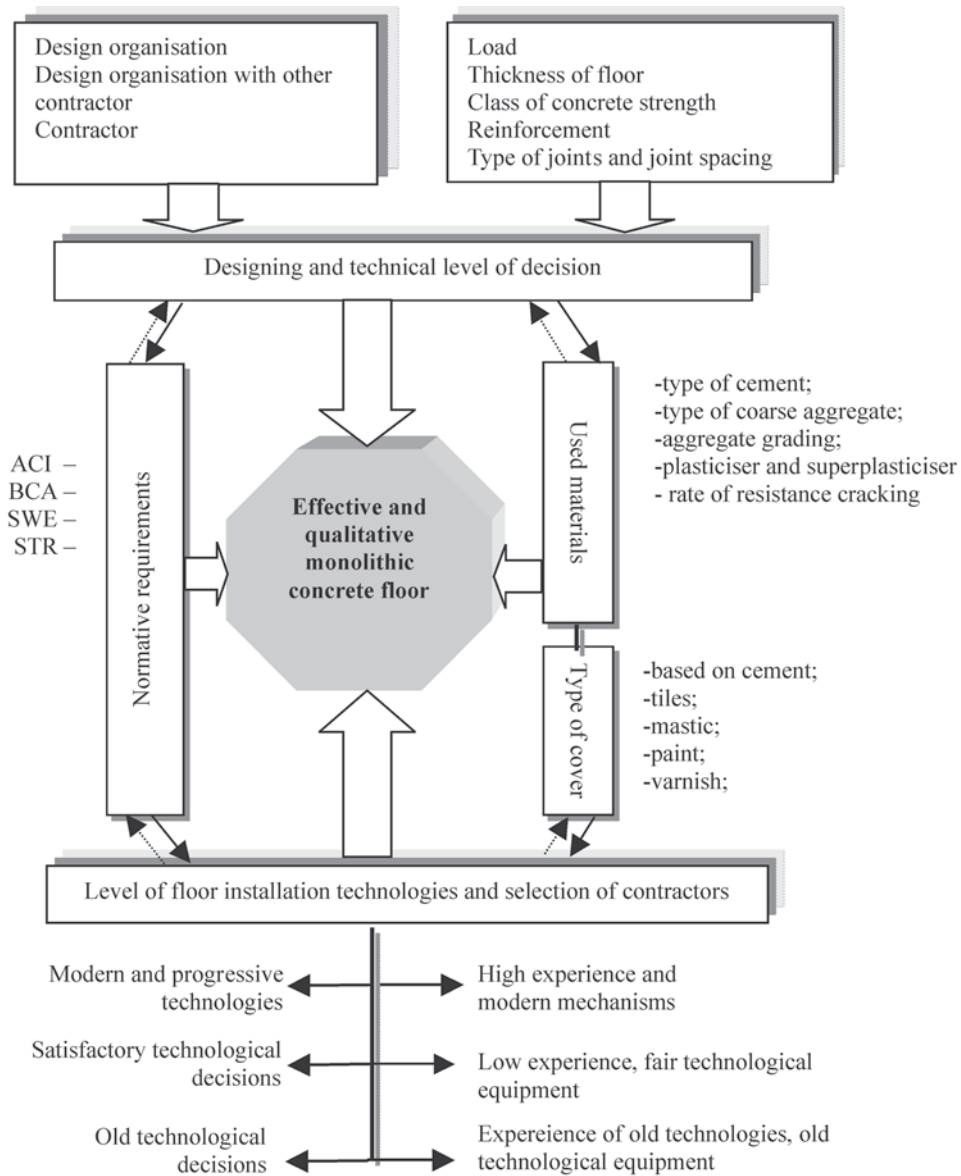 Design organisation
Design organisation with other
contractor
Contractor
Load
Thickness of floor
Class of concrete strength
Reinforcement
Type of joints and joint spacing
Designing and technical level of decision
ACI –
BCA –
SWE –
STR –
Normative requirements
Effective and
qualitative
monolithic
concrete floor
Used materials
-type of cement;
-type of coarse aggregate;
-aggregate grading;
-plasticiser and superplasticiser
- rate of resistance cracking
Type of cover
-based on cement;
-tiles;
-mastic;
-paint;
-varnish;
Level of floor installation technologies and selection of contractors
Modern and progressive
technologies
High experience and
modern mechanisms
Satisfactory technological
decisions
Low experience, fair technological
equipment
Old technological
decisions
Expereience of old technologies, old
technological equipment